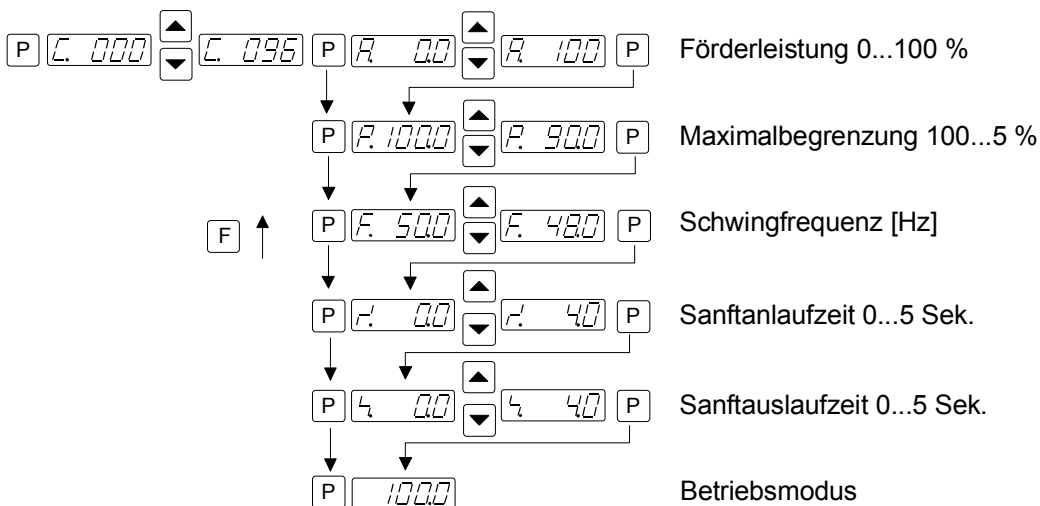 P C. 000 C. 096 P A. 0.0 A. 100 P Förderleistung 0...100 %
P P. 100.0 P. 90.0 P Maximalbegrenzung 100...5 %
F P F. 50.0 F. 48.0 P Schwingfrequenz [Hz]
P 0.0 4.0 P Sanftanlaufzeit 0...5 Sek.
P 0.0 4.0 P Sanftauslaufzeit 0...5 Sek.
P 100.0 Betriebsmodus